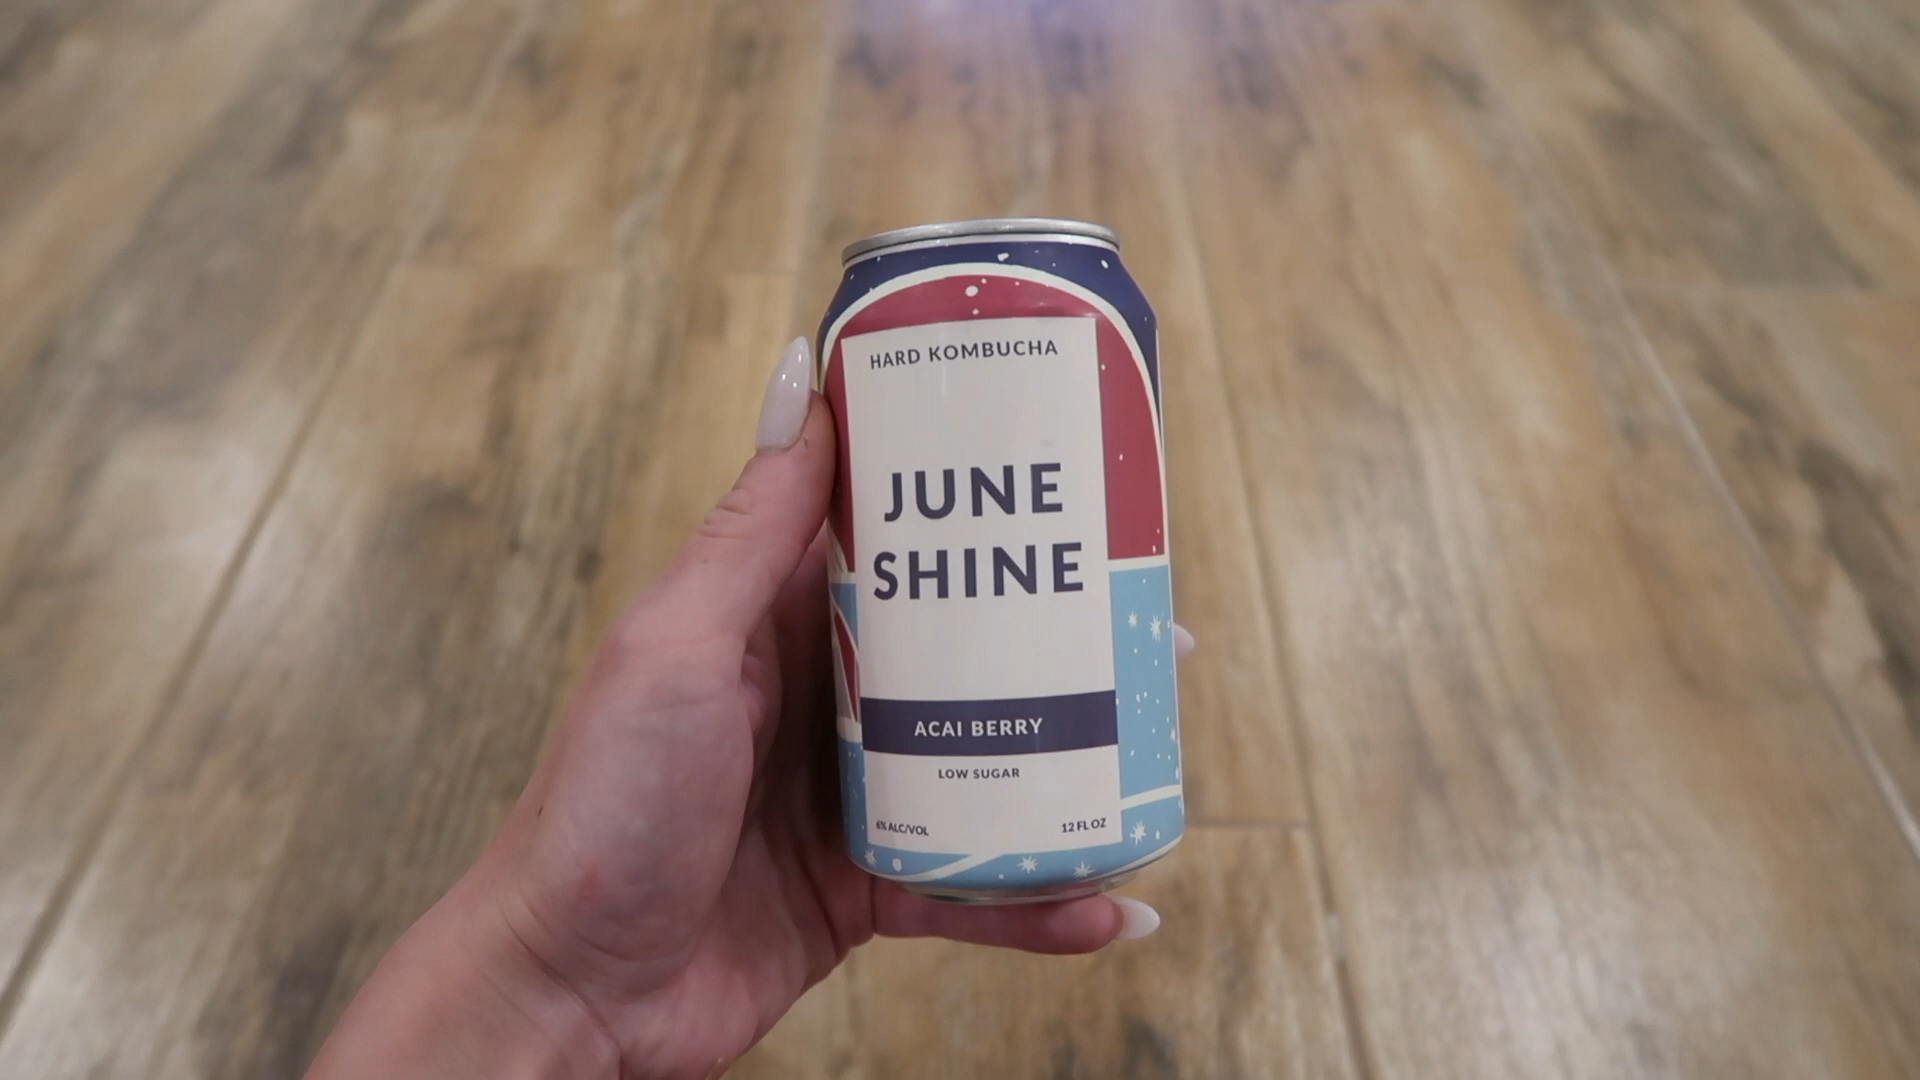 HARD KOMBUCHA
JUNE
SHINE
ACAI BERRY
LOW SUGAR
6% ALC/VOL
12 FL OZ